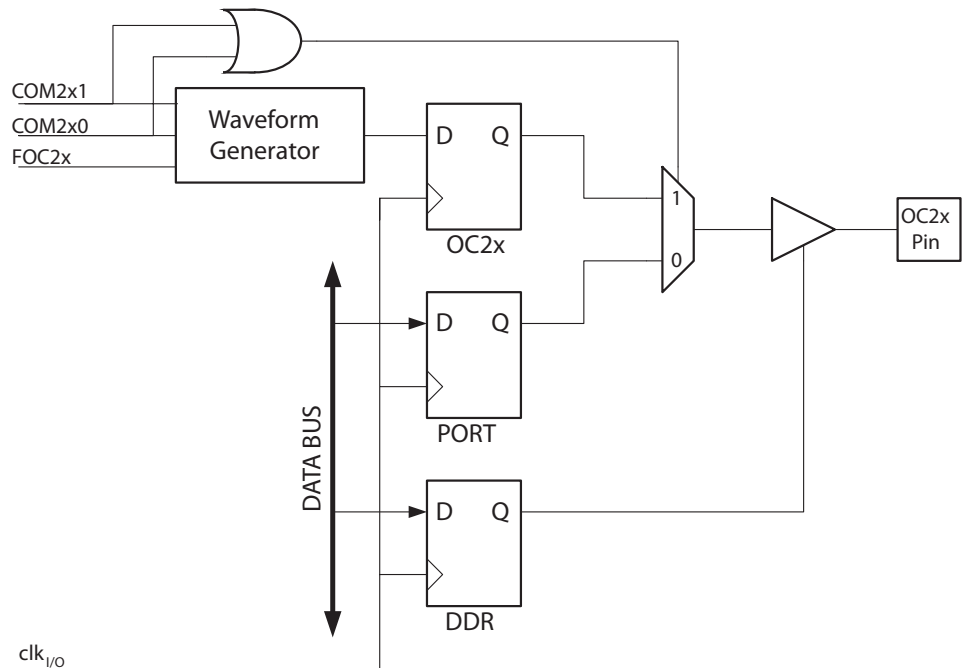 COM2x1
COM2x0
FOC2x
Waveform
Generator
D Q
OC2x
1
0
OC2x
Pin
D Q
PORT
DATA BUS
D Q
DDR
clkI/O